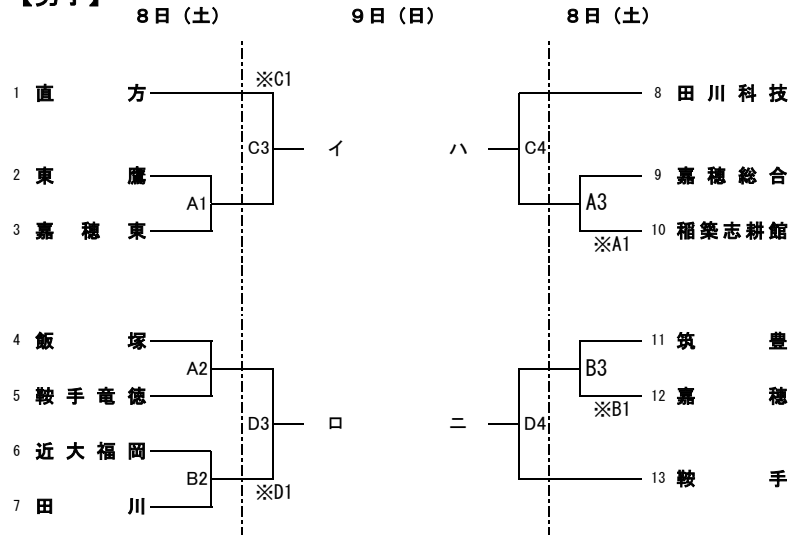 【男子】
8日（土） 9日（日） 8日（土）
※C1
1 直方 8 田川科技
C3 イ ハ C4
2 東鷹 9 嘉穂総合
A1 A3
3 嘉穂東 10 稲築志耕館
※A1
4 飯塚 11 筑豊
A2 B3
5 鞍手竜徳 12 嘉穂
※B1
D3 ロ ニ D4
6 近大福岡
B2 13 鞍手
※D1
7 田川